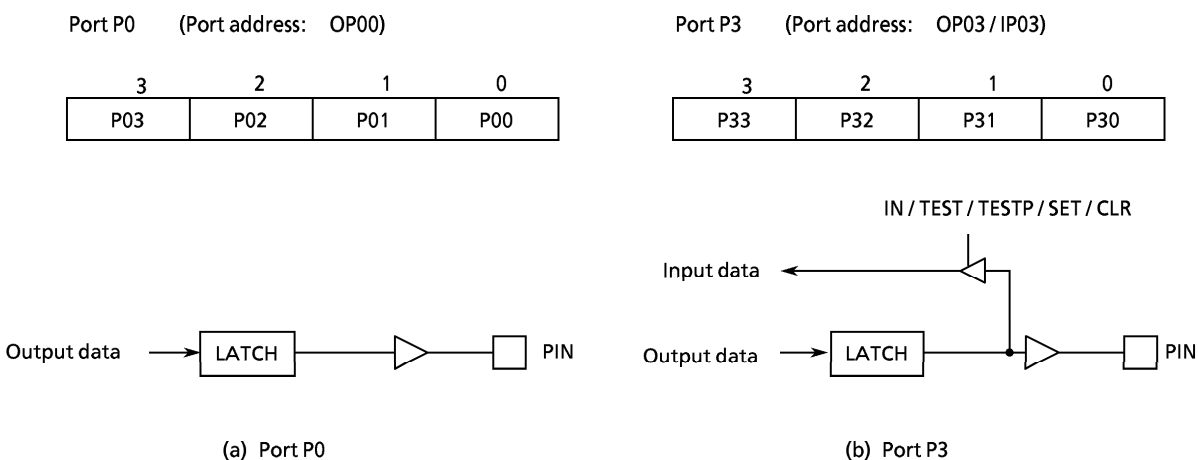 Port P0 (Port address: OP00)
3 2 1 0
P03 P02 P01 P00
Output data LATCH PIN
(a) Port P0
Port P3 (Port address: OP03 / IP03)
3 2 1 0
P33 P32 P31 P30
IN / TEST / TESTP / SET / CLR
Input data
Output data LATCH PIN
(b) Port P3